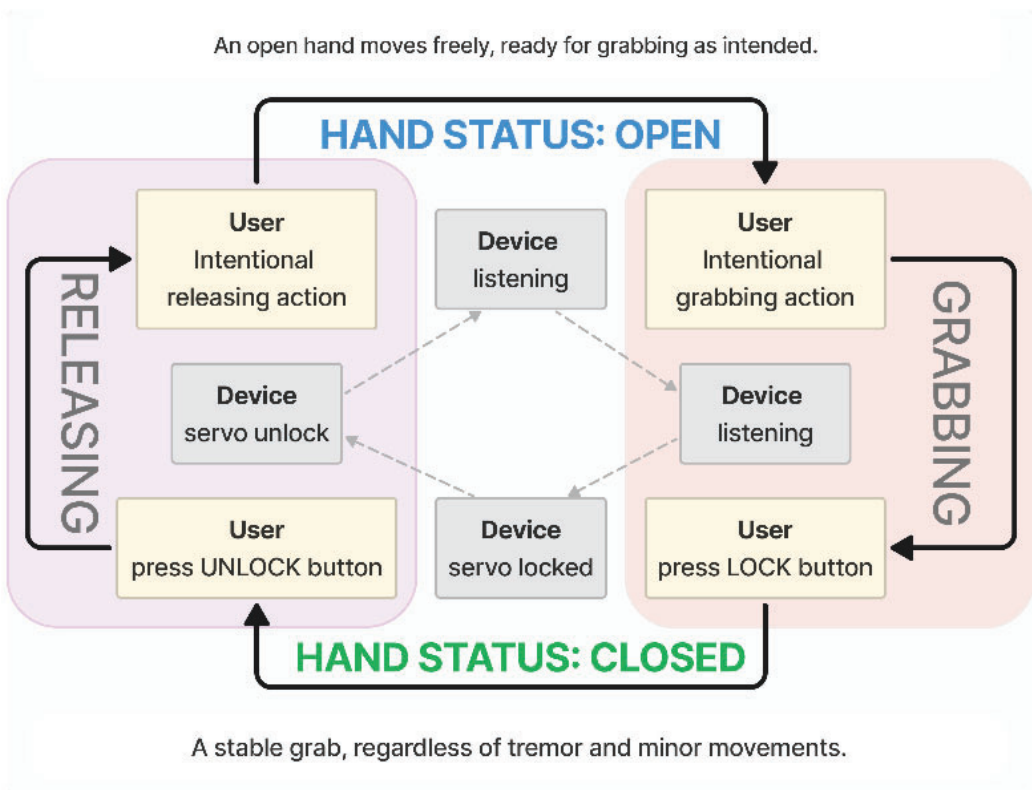 An open hand moves freely, ready for grabbing as intended.
HAND STATUS: OPEN
User
Intentional
releasing action
Device
listening
User
Intentional
grabbing action
RELEASING
GRABBING
Device
servo unlock
Device
listening
User
press UNLOCK button
Device
servo locked
User
press LOCK button
HAND STATUS: CLOSED
A stable grab, regardless of tremor and minor movements.